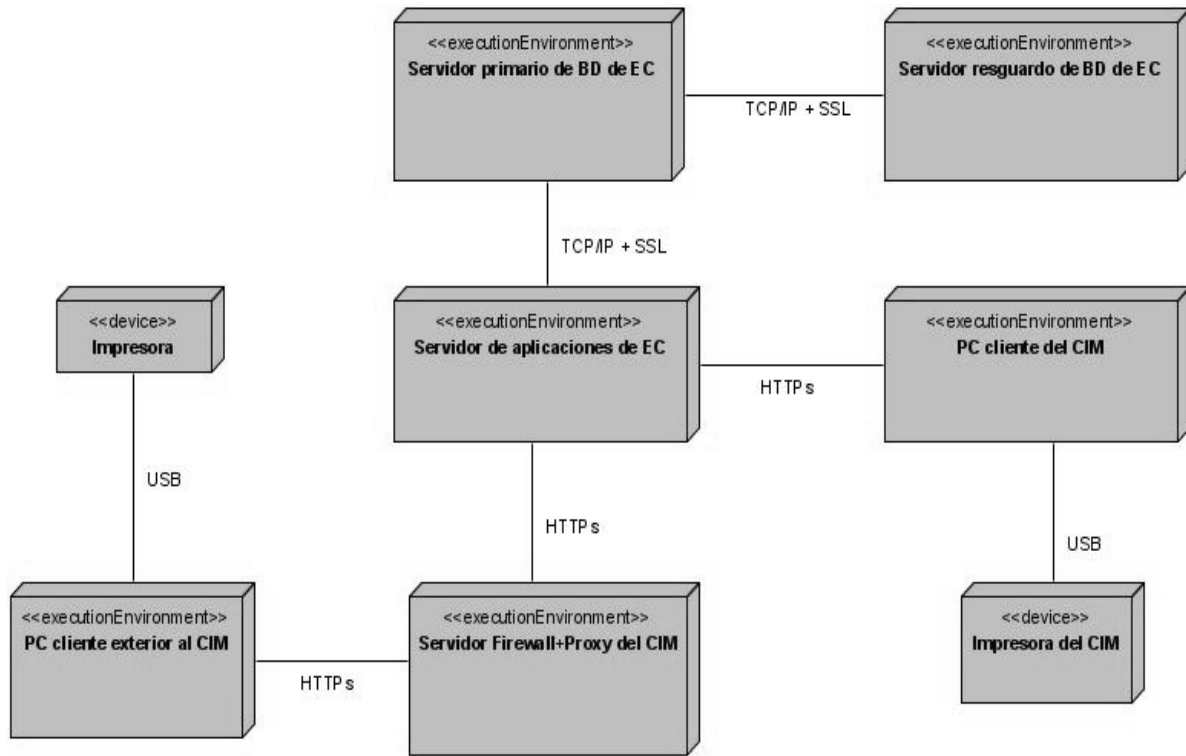 <<executionEnvironment>>
Servidor primario de BD de EC
<<executionEnvironment>>
Servidor resguardo de BD de EC
TCP/IP + SSL
TCP/IP + SSL
<<device>>
Impresora
<<executionEnvironment>>
Servidor de aplicaciones de EC
<<executionEnvironment>>
PC cliente del CIM
HTTPs
USB
HTTPs
USB
<<executionEnvironment>>
PC cliente exterior al CIM
<<executionEnvironment>>
Servidor Firewall+Proxy del CIM
<<device>>
Impresora del CIM
HTTPs